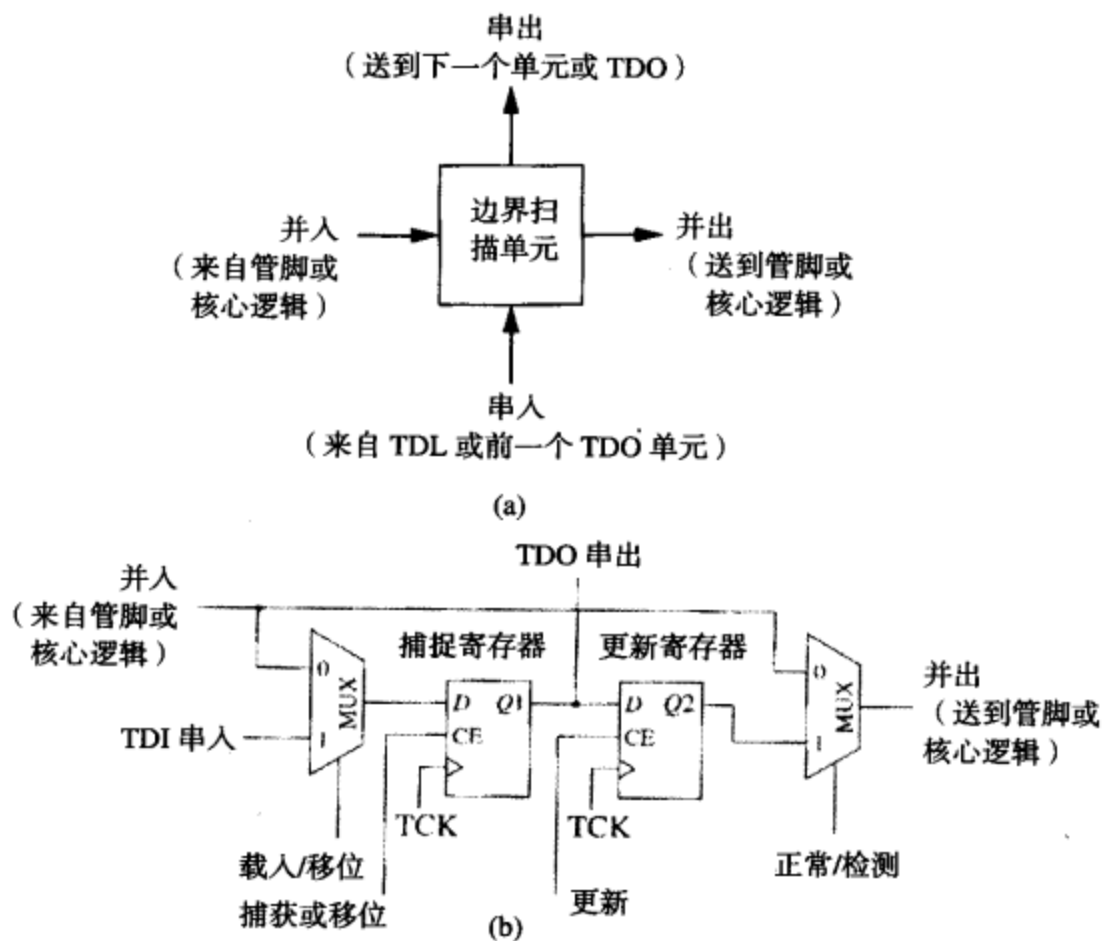 串出
（送到下一个单元或 TDO）
边界扫
描单元
并入
（来自管脚或
核心逻辑）
并出
（送到管脚或
核心逻辑）
串入
（来自 TDL 或前一个 TDO 单元）
(a)
TDO 串出
并入
（来自管脚或
核心逻辑）
捕捉寄存器
更新寄存器
0
MUX
1
D Q1
CE
D Q2
CE
0
MUX
1
并出
（送到管脚或
核心逻辑）
TDI 串入
TCK
TCK
载入/移位
正常/检测
捕获或移位
更新
(b)